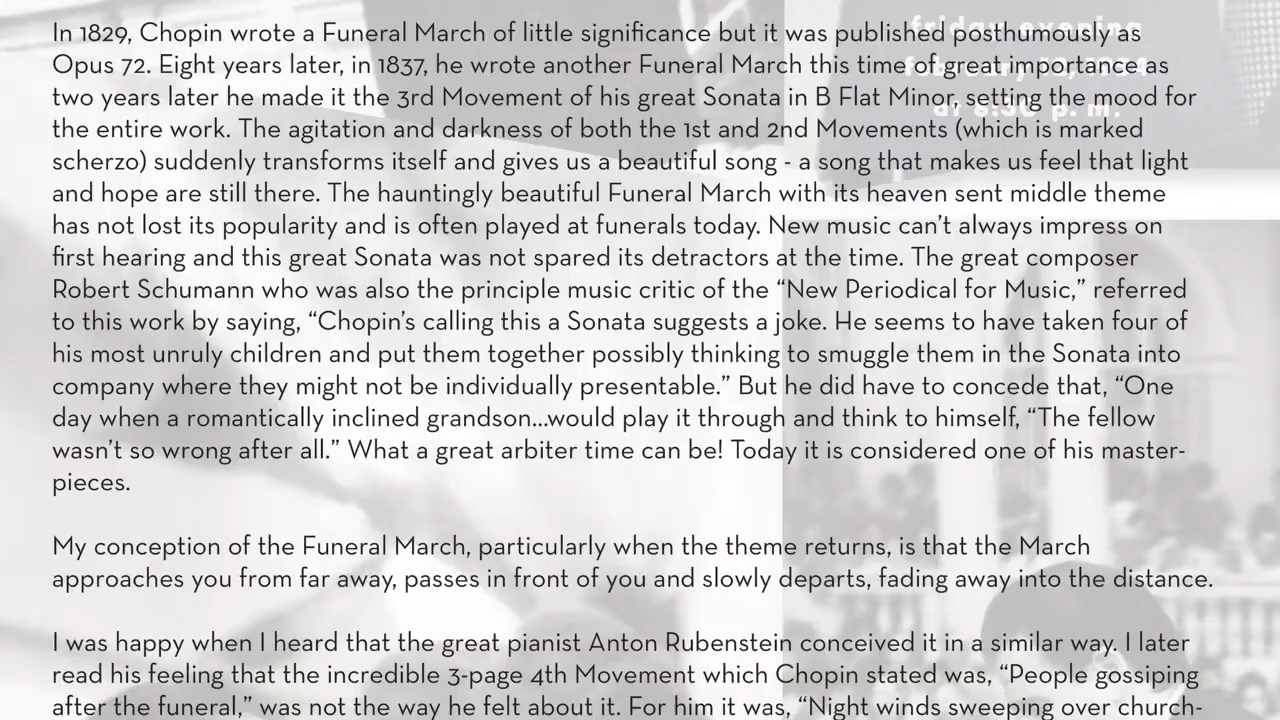 friday evening
february 12, 1954
at 8:30 p. m.
In 1829, Chopin wrote a Funeral March of little significance but it was published posthumously as
Opus 72. Eight years later, in 1837, he wrote another Funeral March this time of great importance as
two years later he made it the 3rd Movement of his great Sonata in B Flat Minor, setting the mood for
the entire work. The agitation and darkness of both the 1st and 2nd Movements (which is marked
scherzo) suddenly transforms itself and gives us a beautiful song - a song that makes us feel that light
and hope are still there. The hauntingly beautiful Funeral March with its heaven sent middle theme
has not lost its popularity and is often played at funerals today. New music can’t always impress on
first hearing and this great Sonata was not spared its detractors at the time. The great composer
Robert Schumann who was also the principle music critic of the “New Periodical for Music,” referred
to this work by saying, “Chopin’s calling this a Sonata suggests a joke. He seems to have taken four of
his most unruly children and put them together possibly thinking to smuggle them in the Sonata into
company where they might not be individually presentable.” But he did have to concede that, “One
day when a romantically inclined grandson...would play it through and think to himself, “The fellow
wasn’t so wrong after all.” What a great arbiter time can be! Today it is considered one of his master-
pieces.
My conception of the Funeral March, particularly when the theme returns, is that the March
approaches you from far away, passes in front of you and slowly departs, fading away into the distance.
I was happy when I heard that the great pianist Anton Rubenstein conceived it in a similar way. I later
read his feeling that the incredible 3-page 4th Movement which Chopin stated was, “People gossiping
after the funeral,” was not the way he felt about it. For him it was, “Night winds sweeping over church-